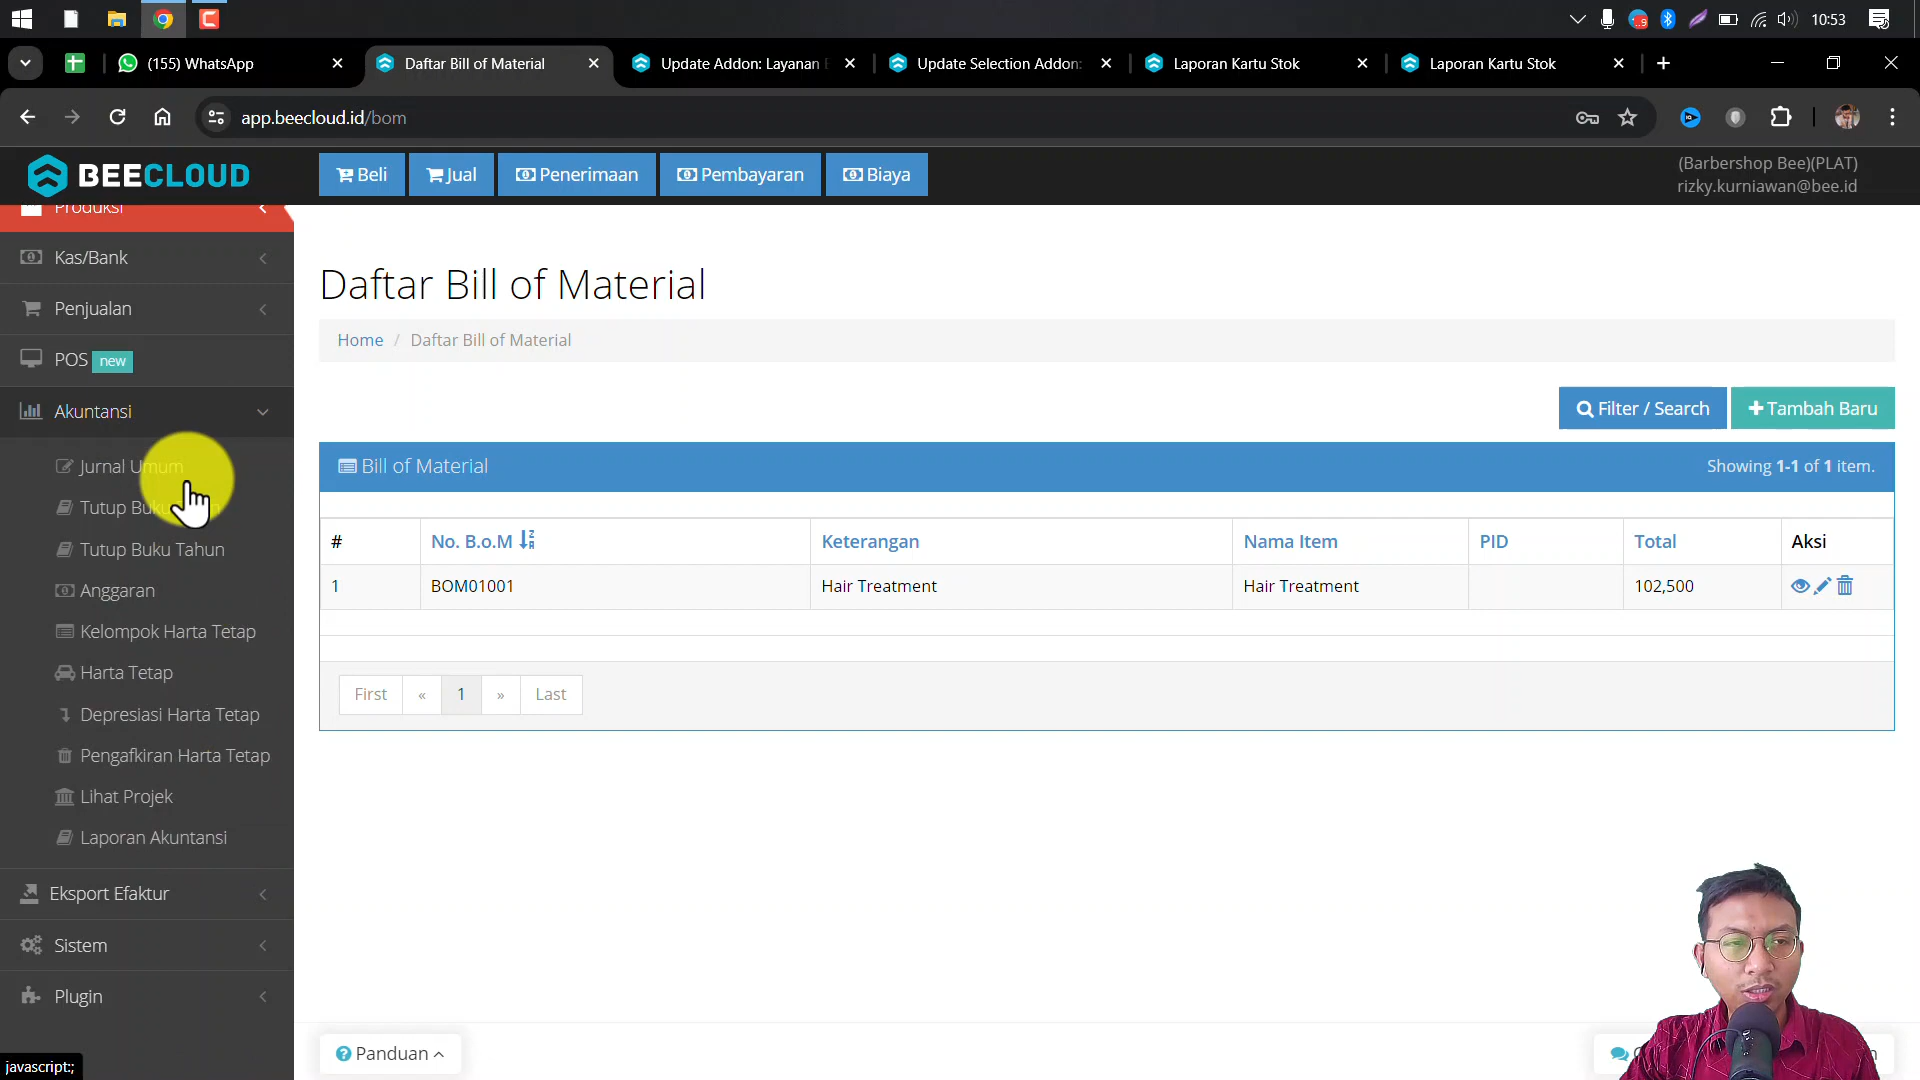 10:53
(155) WhatsApp
Daftar Bill of Material
Update Addon: Layanan
Update Selection Addon:
Laporan Kartu Stok
Laporan Kartu Stok
app.beecloud.id/bom
BEECLOUD
Beli
Jual
Penerimaan
Pembayaran
Biaya
(Barbershop Bee)(PLAT)
rizky.kurniawan@bee.id
Produksi
Kas/Bank
Penjualan
POS new
Akuntansi
Jurnal Umum
Tutup Buku
Tutup Buku Tahun
Anggaran
Kelompok Harta Tetap
Harta Tetap
Depresiasi Harta Tetap
Pengafkiran Harta Tetap
Lihat Projek
Laporan Akuntansi
Eksport Efaktur
Sistem
Plugin
javascript:;
Daftar Bill of Material
Home / Daftar Bill of Material
Filter / Search
Tambah Baru
Bill of Material
Showing 1-1 of 1 item.
# No. B.o.M Keterangan Nama Item PID Total Aksi
1 BOM01001 Hair Treatment Hair Treatment 102,500
First « 1 » Last
Panduan